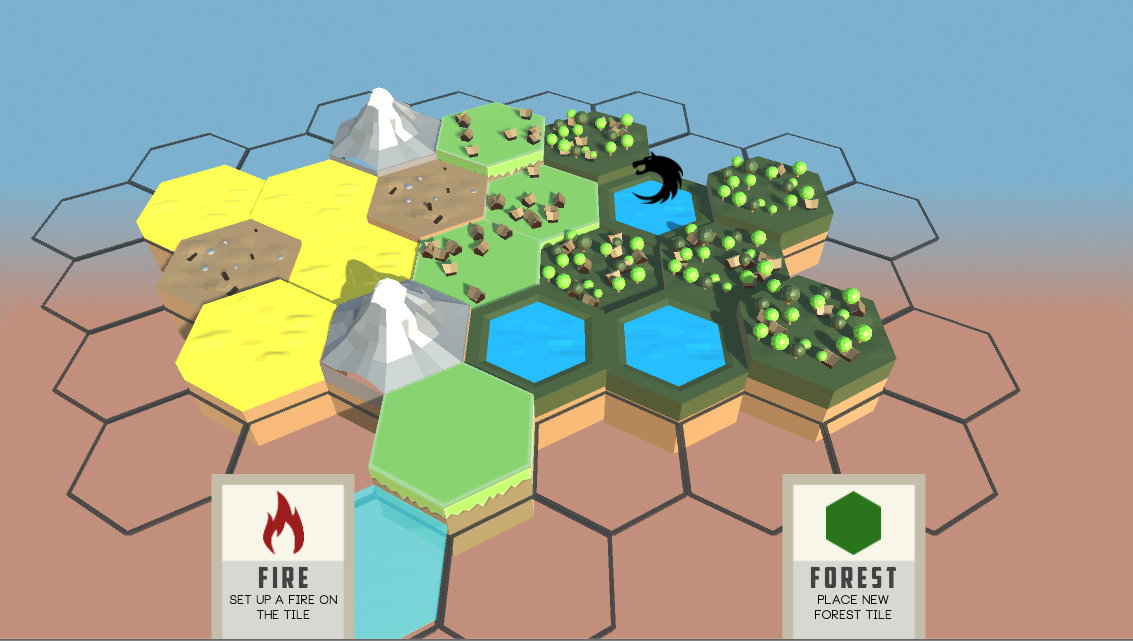 FIRE
SET UP A FIRE ON
THE TILE
FOREST
PLACE NEW
FOREST TILE